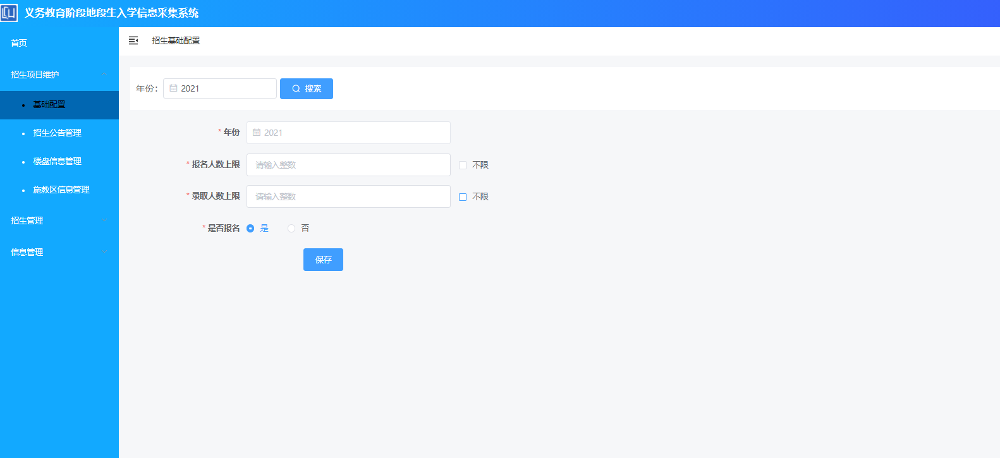 义务教育阶段地段生入学信息采集系统
首页
招生项目维护
基础配置
招生公告管理
楼盘信息管理
施教区信息管理
招生管理
信息管理
招生基础配置
年份： 2021 搜索
* 年份 2021
* 报名人数上限 请输入整数 不限
* 录取人数上限 请输入整数 不限
* 是否报名 是 否
保存